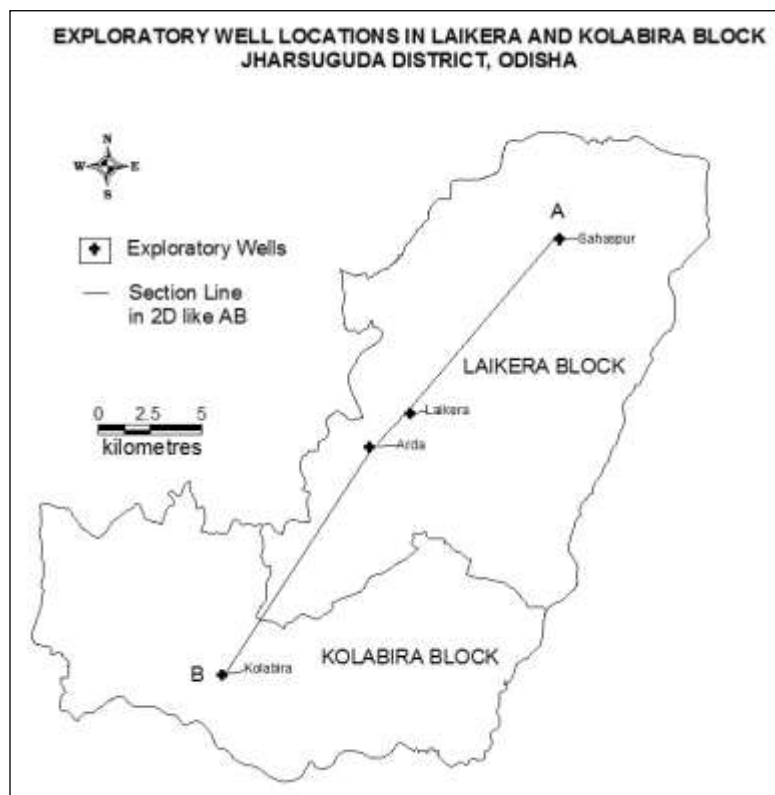 EXPLORATORY WELL LOCATIONS IN LAIKERA AND KOLABIRA BLOCK
JHARSUGUDA DISTRICT, ODISHA
N
W E
S
A
Sahaspur
Exploratory Wells
Section Line
in 2D like AB
LAIKERA BLOCK
0 2.5 5
kilometres
Laikera
Arda
KOLABIRA BLOCK
B
Kolabira